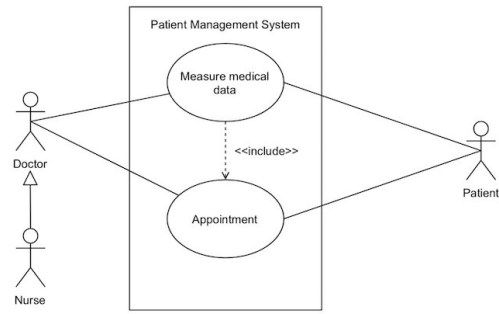 Patient Management System
Measure medical
data
<<include>>
Doctor
Patient
Appointment
Nurse